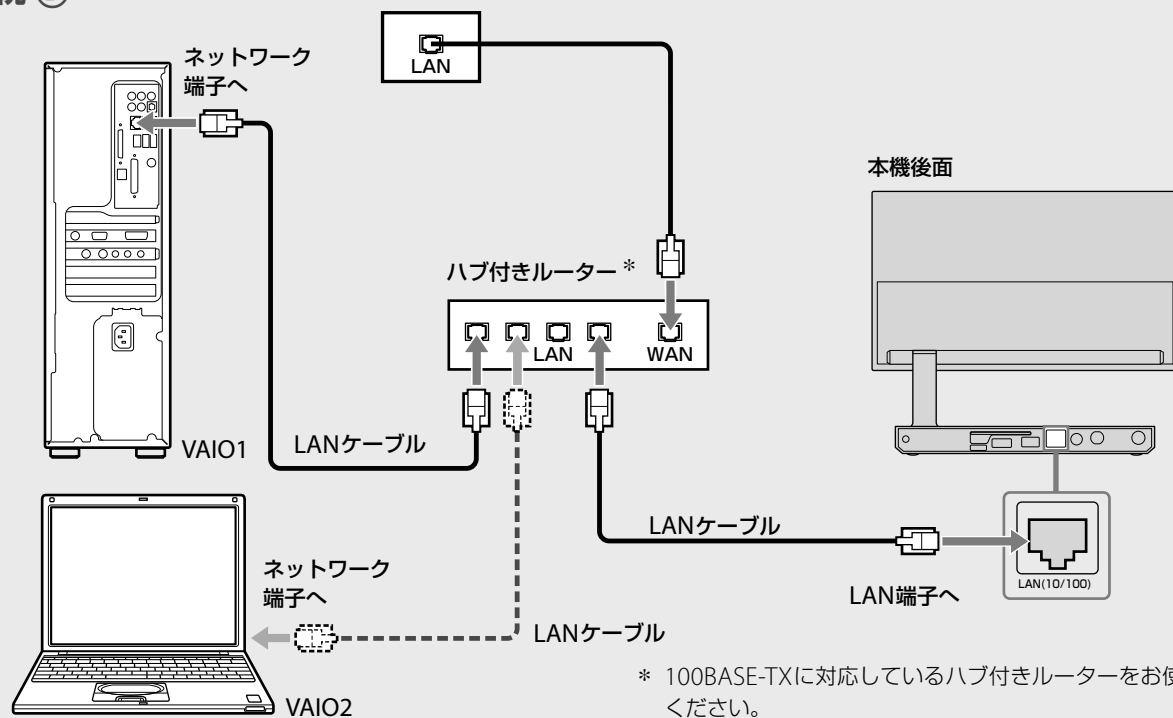 ネットワーク
端子へ
LAN
本機後面
ハブ付きルーター*
LAN
WAN
VAIO1
LANケーブル
LANケーブル
LAN(10/100)
LAN端子へ
ネットワーク
端子へ
LANケーブル
VAIO2
* 100BASE-TXに対応しているハブ付きルーターをお使
ください。